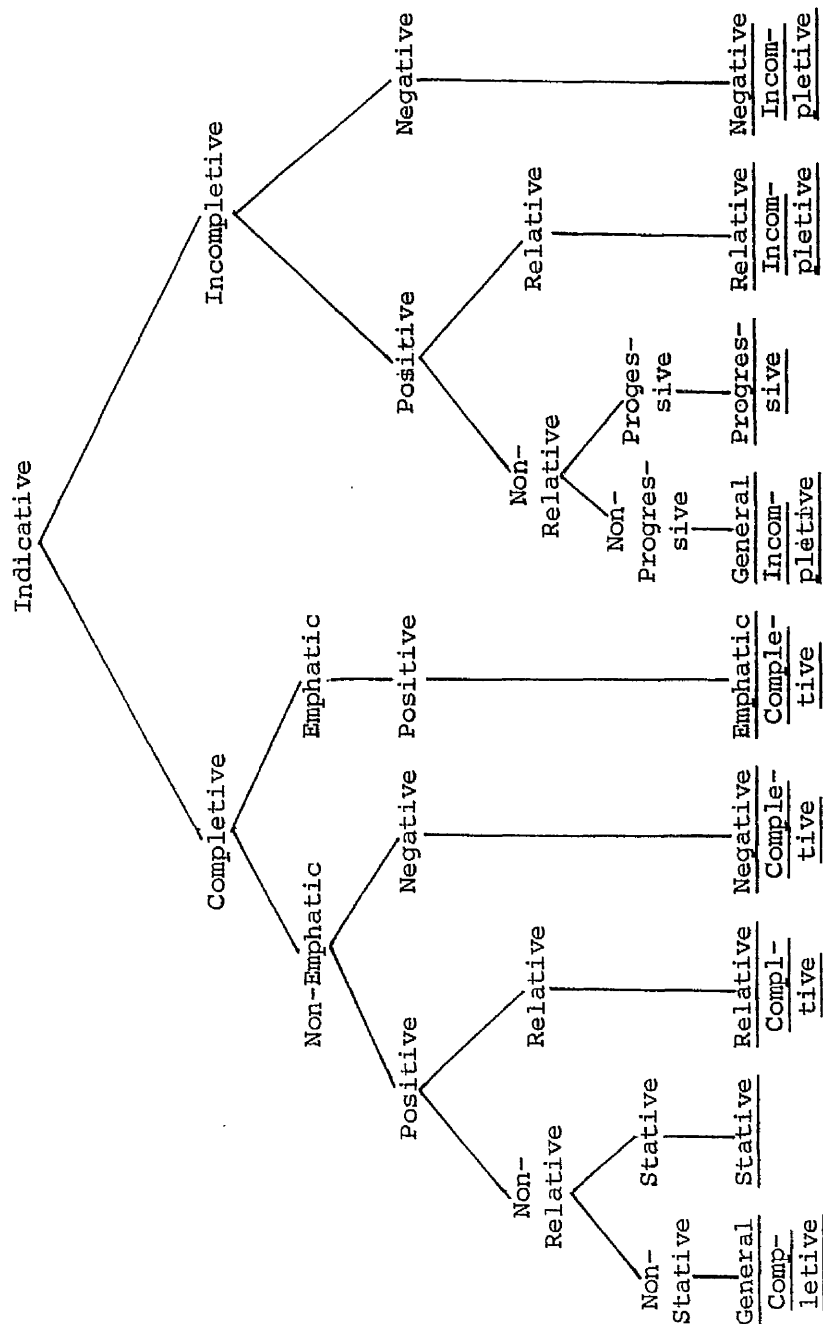 Indicative
Completive
Incompletive
Non-Emphatic
Emphatic
Positive
Negative
Positive
Positive
Negative
Non-
Relative
Relative
Non-
Relative
Relative
Non-
Stative
Stative
Non-
Progres-
sive
Proges-
sive
General
Comp-
letive
Stative
Relative
Compl-
tive
Negative
Comple-
tive
Emphatic
Comple-
tive
General
Incom-
pletive
Progres-
sive
Relative
Incom-
pletive
Negative
Incom-
pletive